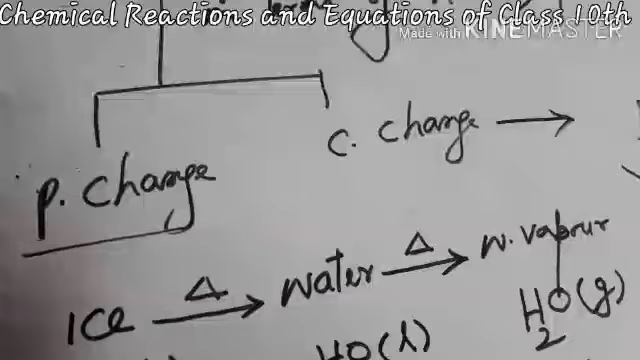 Chemical Reactions and Equations of Class 10th
Made with KINEMASTER
C. Change →
P. Change
ICe Δ→ Water Δ→ W. Vapour
H2O(l) H2O(g)